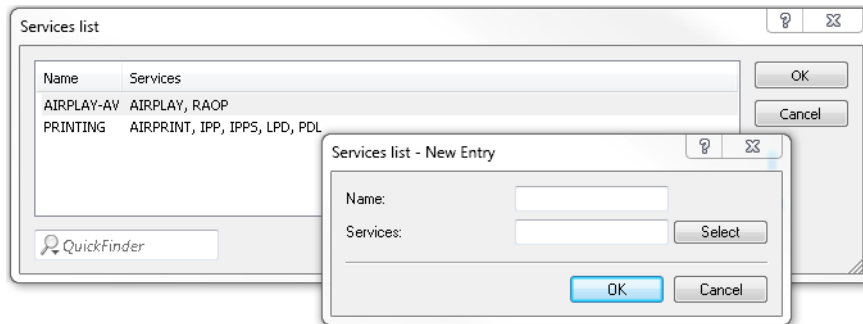 Services list
Name Services
OK
AIRPLAY-AV AIRPLAY, RAOP
Cancel
PRINTING AIRPRINT, IPP, IPPS, LPD, PDL
QuickFinder
Services list - New Entry
Name:
Services:
Select
OK
Cancel